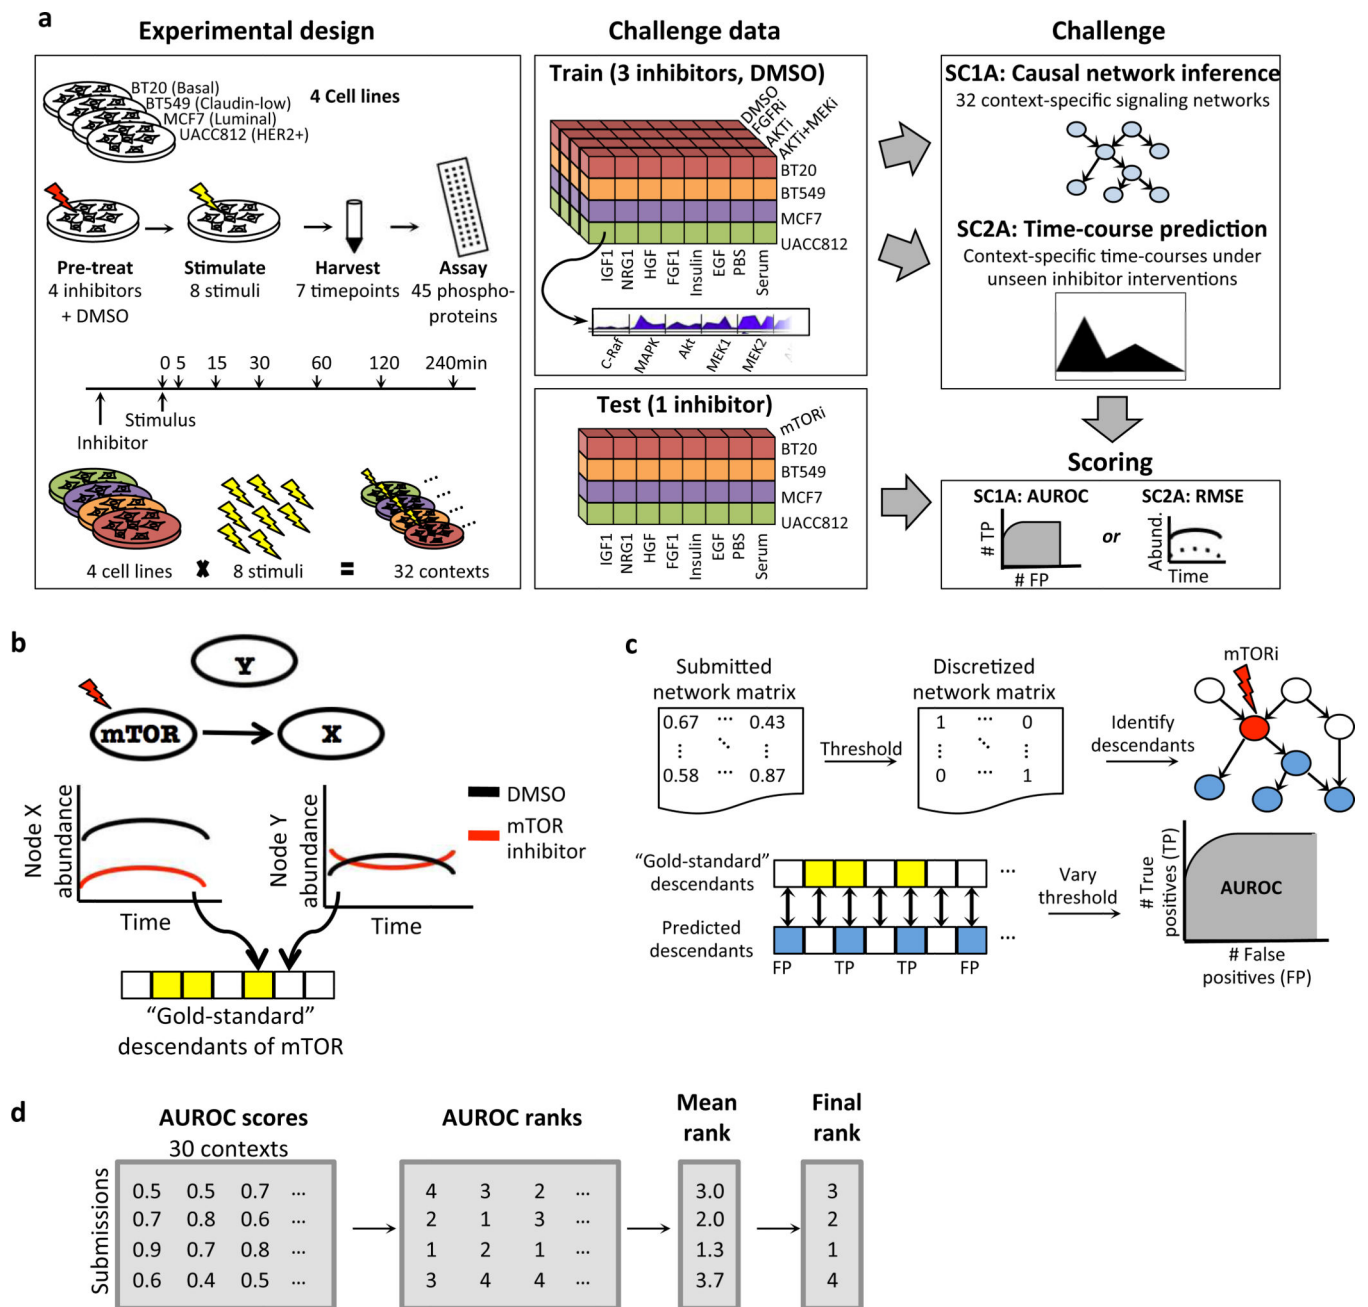 a
Experimental design
BT20 (Basal)
BT549 (Claudin-low)
MCF7 (Luminal)
UACC812 (HER2+)
4 Cell lines
Pre-treat
4 inhibitors
+ DMSO
Stimulate
8 stimuli
Harvest
7 timepoints
Assay
45 phospho-
proteins
0 5 15 30 60 120 240min
Stimulus
Inhibitor
4 cell lines x 8 stimuli = 32 contexts
Challenge data
Train (3 inhibitors, DMSO)
DMSO
FGFRi
AKTi
AKTi+MEKi
BT20
BT549
MCF7
UACC812
IGF1
NRG1
HGF
FGF1
Insulin
EGF
PBS
Serum
C-Raf
MAPK
Akt
MEK1
MEK2
Test (1 inhibitor)
mTORi
BT20
BT549
MCF7
UACC812
IGF1
NRG1
HGF
FGF1
Insulin
EGF
PBS
Serum
Challenge
SC1A: Causal network inference
32 context-specific signaling networks
SC2A: Time-course prediction
Context-specific time-courses under
unseen inhibitor interventions
Scoring
SC1A: AUROC
# TP
# FP
or
SC2A: RMSE
Abund.
Time
b
Y
mTOR
X
Node X
abundance
Time
Node Y
abundance
Time
DMSO
mTOR
inhibitor
“Gold-standard”
descendants of mTOR
c
Submitted
network matrix
0.67 ... 0.43
0.58 ... 0.87
Threshold
Discretized
network matrix
1 ... 0
0 ... 1
Identify
descendants
mTORi
“Gold-standard”
descendants
...
Predicted
descendants
...
FP TP TP FP
Vary
threshold
# True
positives (TP)
AUROC
# False
positives (FP)
d
Submissions
AUROC scores
30 contexts
0.5 0.5 0.7 ...
0.7 0.8 0.6 ...
0.9 0.7 0.8 ...
0.6 0.4 0.5 ...
AUROC ranks
4 3 2 ...
2 1 3 ...
1 2 1 ...
3 4 4 ...
Mean
rank
3.0
2.0
1.3
3.7
Final
rank
3
2
1
4